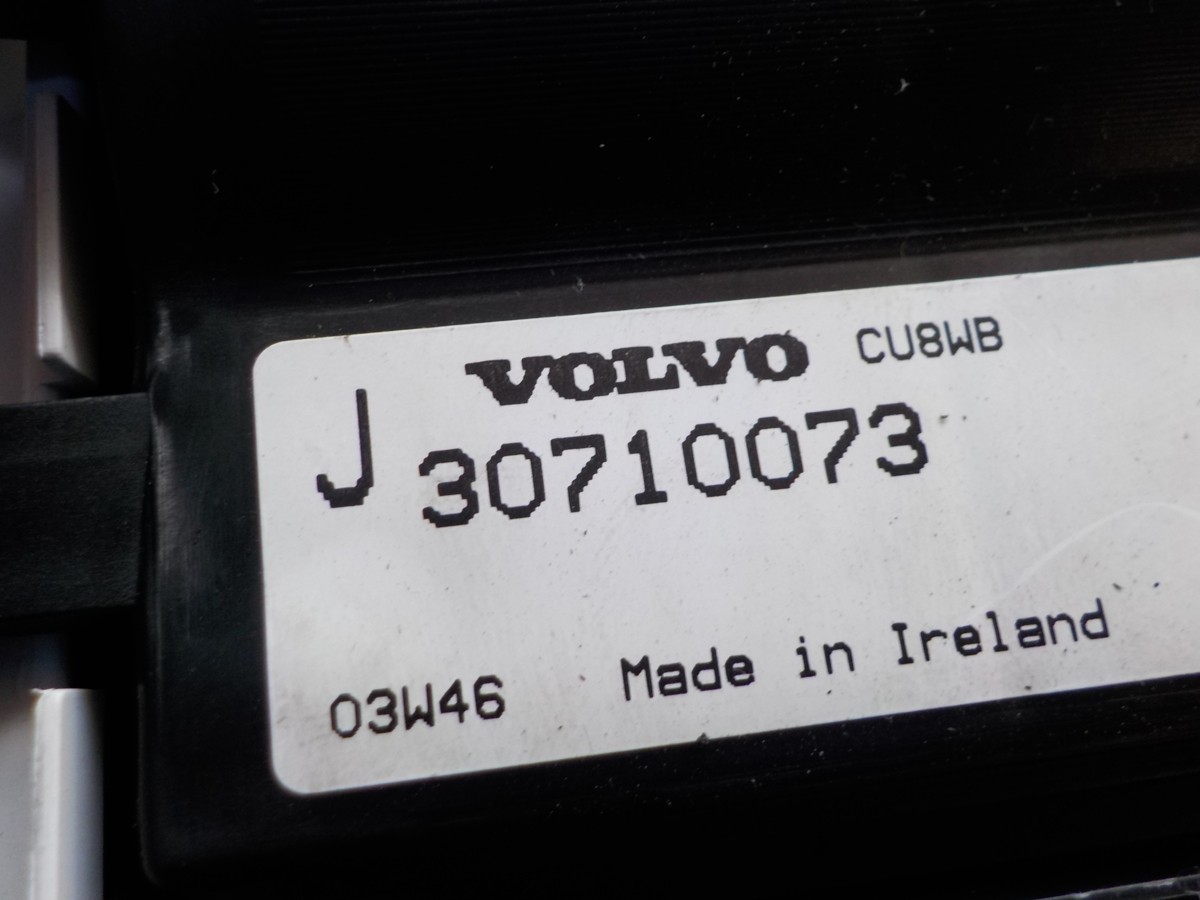 VOLVO CU8WB
J 30710073
03W46 Made in Ireland